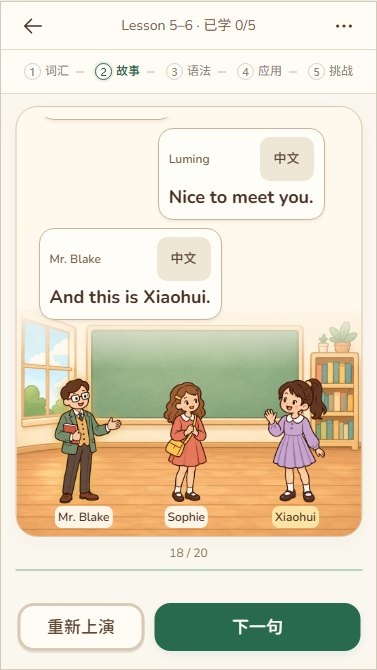 Lesson 5–6 · 已学 0/5
1 词汇 — 2 故事 — 3 语法 — 4 应用 — 5 挑战
Luming 中文
Nice to meet you.
Mr. Blake 中文
And this is Xiaohui.
Mr. Blake Sophie Xiaohui
18 / 20
重新上演 下一句